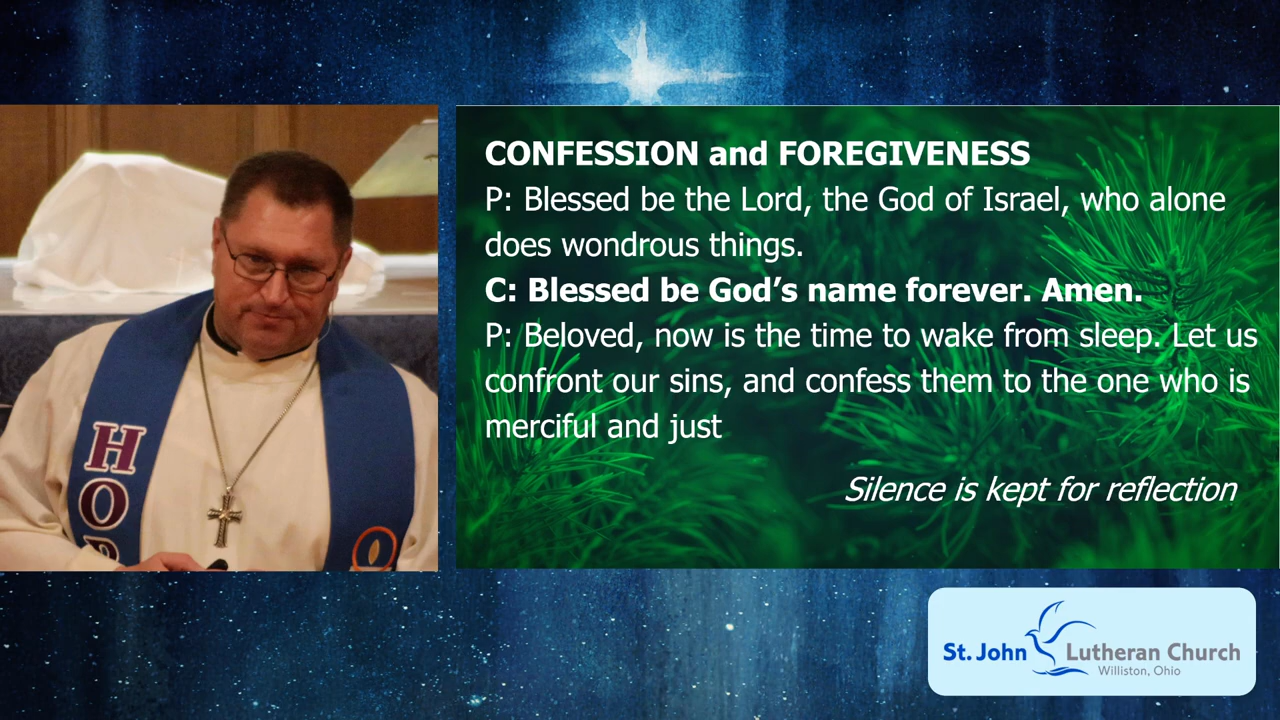 CONFESSION and FOREGIVENESS
P: Blessed be the Lord, the God of Israel, who alone
does wondrous things.
C: Blessed be God’s name forever. Amen.
P: Beloved, now is the time to wake from sleep. Let us
confront our sins, and confess them to the one who is
merciful and just
Silence is kept for reflection
HOP
St. John Lutheran Church
Williston, Ohio